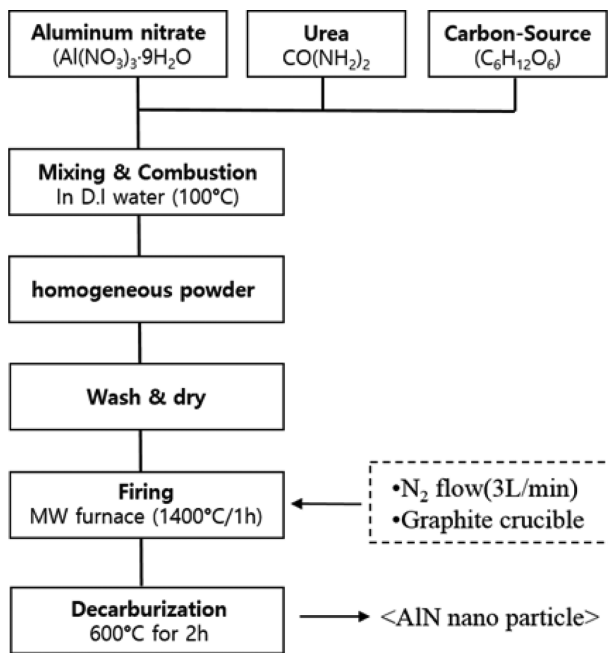 Aluminum nitrate
(Al(NO₃)₃·9H₂O
Urea
CO(NH₂)₂
Carbon-Source
(C₆H₁₂O₆)
Mixing & Combustion
In D.I water (100°C)
homogeneous powder
Wash & dry
Firing
MW furnace (1400°C/1h)
•N₂ flow(3L/min)
•Graphite crucible
Decarburization
600°C for 2h
<AlN nano particle>